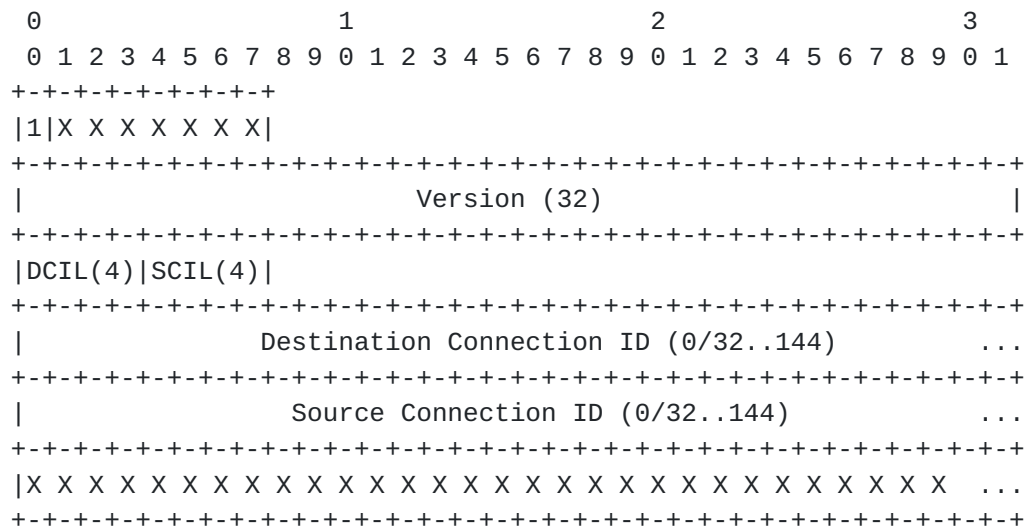 0                   1                   2                   3
 0 1 2 3 4 5 6 7 8 9 0 1 2 3 4 5 6 7 8 9 0 1 2 3 4 5 6 7 8 9 0 1
+-+-+-+-+-+-+-+-+
|1|X X X X X X X|
+-+-+-+-+-+-+-+-+-+-+-+-+-+-+-+-+-+-+-+-+-+-+-+-+-+-+-+-+-+-+-+-+
|                         Version (32)                          |
+-+-+-+-+-+-+-+-+-+-+-+-+-+-+-+-+-+-+-+-+-+-+-+-+-+-+-+-+-+-+-+-+
|DCIL(4)|SCIL(4)|
+-+-+-+-+-+-+-+-+-+-+-+-+-+-+-+-+-+-+-+-+-+-+-+-+-+-+-+-+-+-+-+-+
|               Destination Connection ID (0/32..144)         ...
+-+-+-+-+-+-+-+-+-+-+-+-+-+-+-+-+-+-+-+-+-+-+-+-+-+-+-+-+-+-+-+-+
|                 Source Connection ID (0/32..144)            ...
+-+-+-+-+-+-+-+-+-+-+-+-+-+-+-+-+-+-+-+-+-+-+-+-+-+-+-+-+-+-+-+-+
|X X X X X X X X X X X X X X X X X X X X X X X X X X X X X X  ...
+-+-+-+-+-+-+-+-+-+-+-+-+-+-+-+-+-+-+-+-+-+-+-+-+-+-+-+-+-+-+-+-+